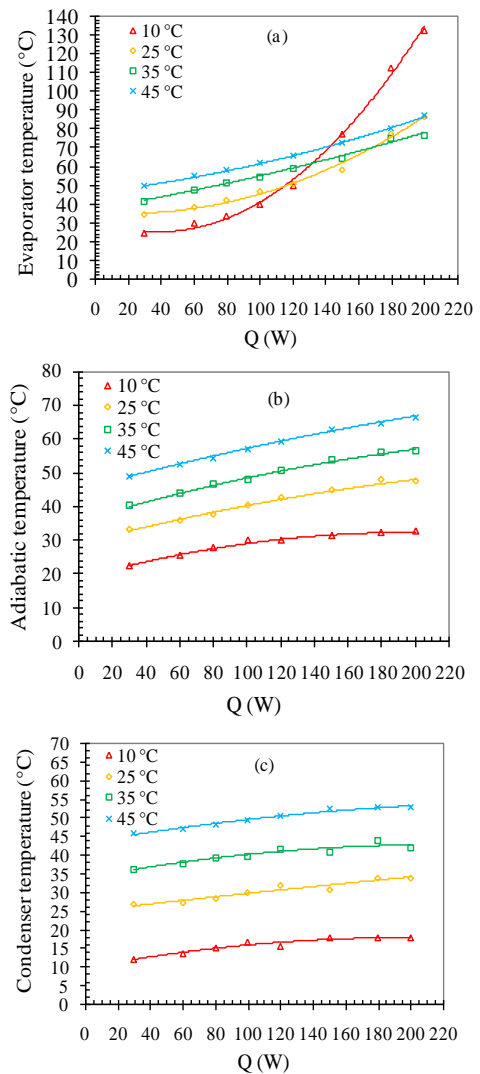 140
130
120
110
100
90
80
70
60
50
40
30
20
10
0
Evaporator temperature (°C)
(a)
10 °C
25 °C
35 °C
45 °C
0 20 40 60 80 100 120 140 160 180 200 220
Q (W)
80
70
60
50
40
30
20
10
0
Adiabatic temperature (°C)
(b)
10 °C
25 °C
35 °C
45 °C
0 20 40 60 80 100 120 140 160 180 200 220
Q (W)
70
65
60
55
50
45
40
35
30
25
20
15
10
5
0
Condenser temperature (°C)
(c)
10 °C
25 °C
35 °C
45 °C
0 20 40 60 80 100 120 140 160 180 200 220
Q (W)